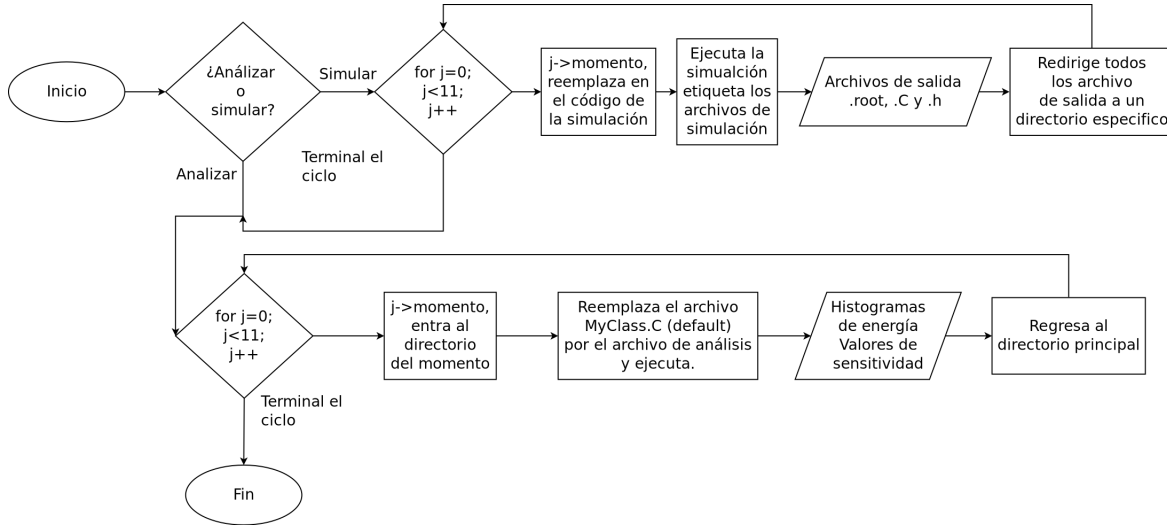 Inicio
¿Análizar
o
simular?
Simular
for j=0;
j<11;
j++
j->momento,
reemplaza en
el código de
la simulación
Ejecuta la
simualción
etiqueta los
archivos de
simulación
Archivos de salida
.root, .C y .h
Redirige todos
los archivo
de salida a un
directorio especifico
Analizar
Terminal el
ciclo
for j=0;
j<11;
j++
j->momento,
entra al
directorio
del momento
Reemplaza el archivo
MyClass.C (default)
por el archivo de análisis
y ejecuta.
Histogramas
de energía
Valores de
sensitividad
Regresa al
directorio principal
Terminal el
ciclo
Fin